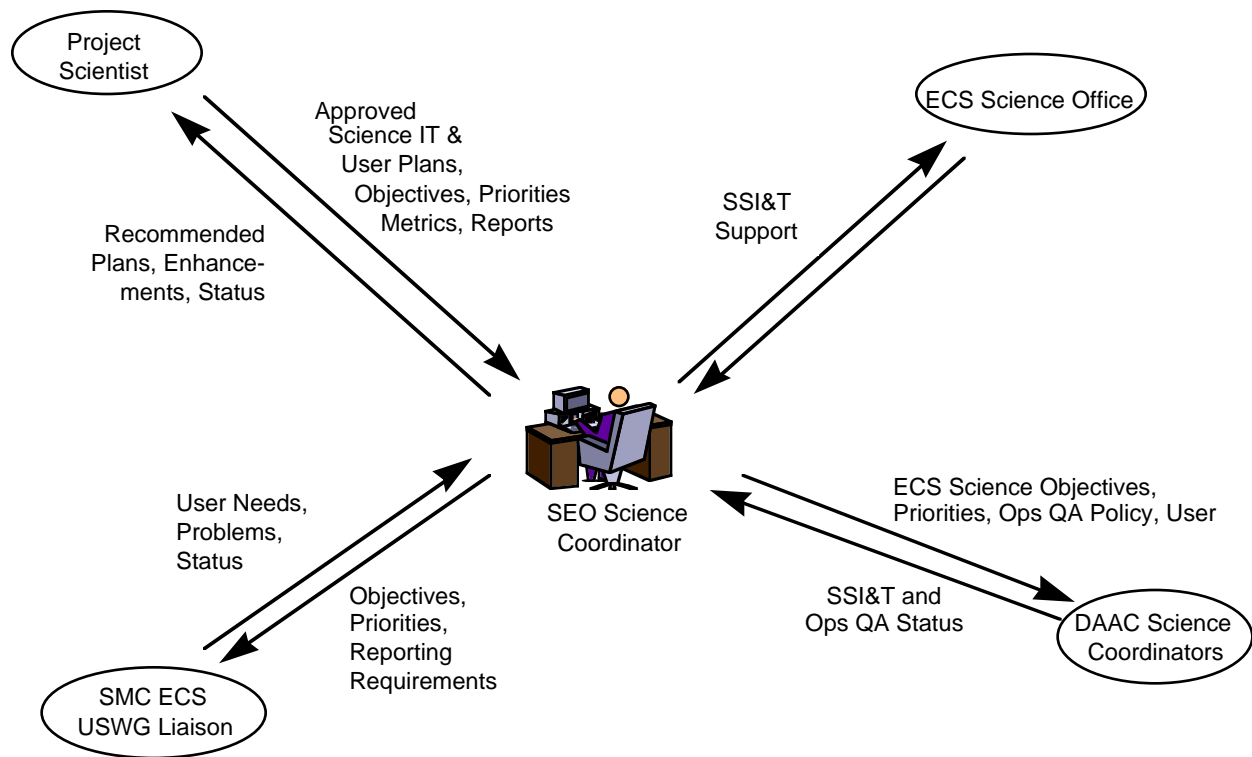 Project
Scientist
ECS Science Office
Approved
Science IT &
User Plans,
Objectives, Priorities
Metrics, Reports
Recommended
Plans, Enhance-
ments, Status
SSI&T
Support
SEO Science
Coordinator
User Needs,
Problems,
Status
Objectives,
Priorities,
Reporting
Requirements
ECS Science Objectives,
Priorities, Ops QA Policy, User
SSI&T and
Ops QA Status
DAAC Science
Coordinators
SMC ECS
USWG Liaison